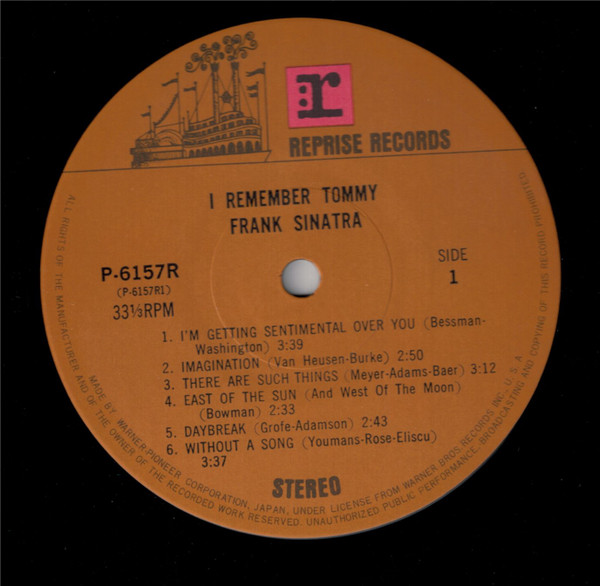 r
REPRISE RECORDS
I REMEMBER TOMMY
FRANK SINATRA
P-6157R
(P-6157R1)
33⅓RPM
SIDE
1
1. I'M GETTING SENTIMENTAL OVER YOU (Bessman-
Washington) 3:39
2. IMAGINATION (Van Heusen-Burke) 2:50
3. THERE ARE SUCH THINGS (Meyer-Adams-Baer) 3:12
4. EAST OF THE SUN (And West Of The Moon)
(Bowman) 2:33
5. DAYBREAK (Grofe-Adamson) 2:43
6. WITHOUT A SONG (Youmans-Rose-Eliscu)
3:37
STEREO
MADE BY WARNER-PIONEER CORPORATION, JAPAN, UNDER LICENSE FROM WARNER BROS. RECORDS INC., U.S.A.
ALL RIGHTS OF THE MANUFACTURER AND OF THE OWNER OF THE RECORDED WORK RESERVED. UNAUTHORIZED PUBLIC PERFORMANCE, BROADCASTING AND COPYING OF THIS RECORD PROHIBITED.